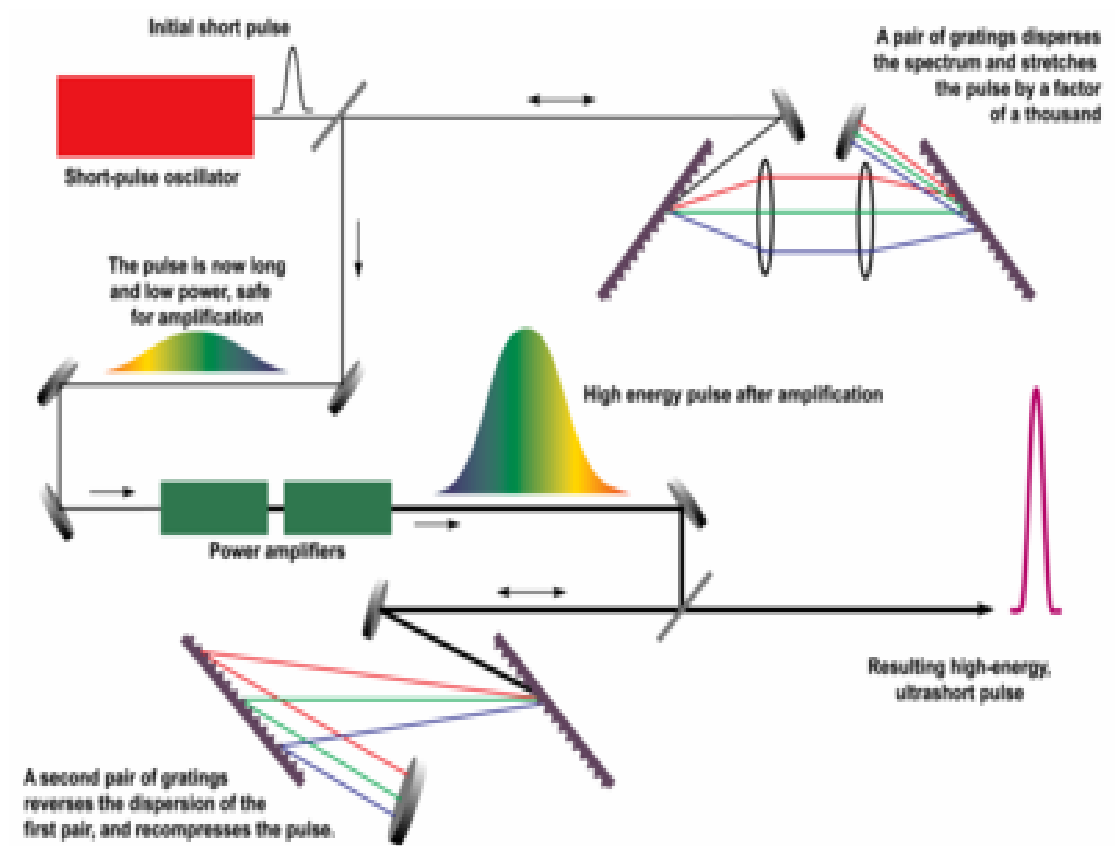 Initial short pulse
A pair of gratings disperses
the spectrum and stretches
the pulse by a factor
of a thousand
Short-pulse oscillator
The pulse is now long
and low power, safe
for amplification
High energy pulse after amplification
Power amplifiers
Resulting high-energy,
ultrashort pulse
A second pair of gratings
reverses the dispersion of the
first pair, and recompresses the pulse.